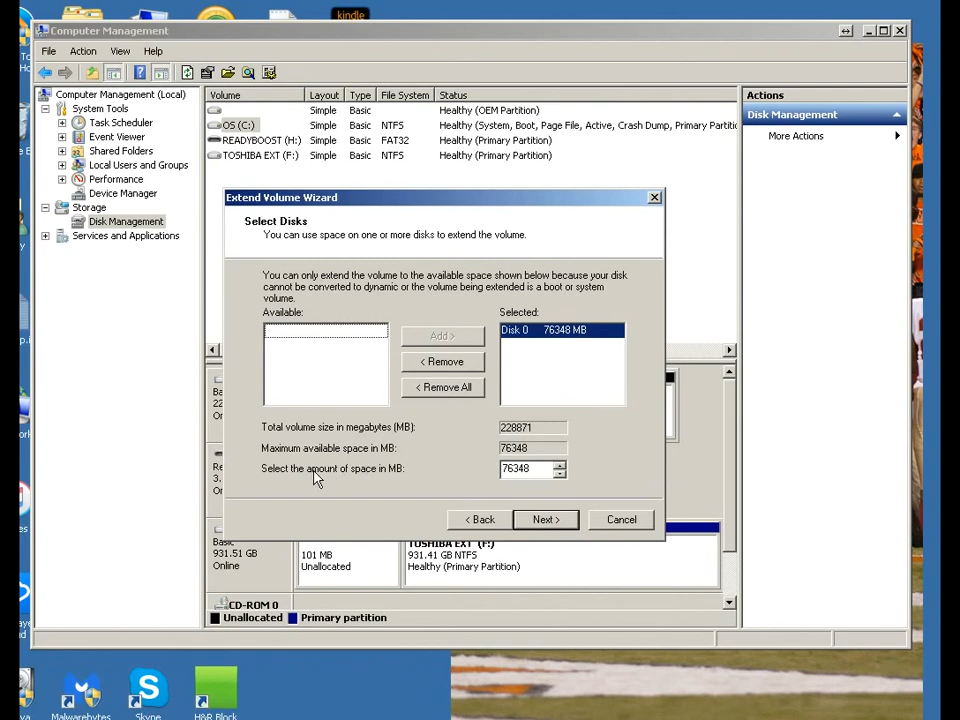 kindle
Computer Management
File Action View Help
Computer Management (Local)
System Tools
Task Scheduler
Event Viewer
Shared Folders
Local Users and Groups
Performance
Device Manager
Storage
Disk Management
Services and Applications
Volume Layout Type File System Status
Simple Basic Healthy (OEM Partition)
OS (C:) Simple Basic NTFS Healthy (System, Boot, Page File, Active, Crash Dump, Primary Partitic
READYBOOST (H:) Simple Basic FAT32 Healthy (Primary Partition)
TOSHIBA EXT (F:) Simple Basic NTFS Healthy (Primary Partition)
Actions
Disk Management
More Actions
Extend Volume Wizard
Select Disks
You can use space on one or more disks to extend the volume.
You can only extend the volume to the available space shown below because your disk
cannot be converted to dynamic or the volume being extended is a boot or system
volume.
Available: Selected:
Disk 0 76348 MB
Add >
< Remove
< Remove All
Total volume size in megabytes (MB): 228871
Maximum available space in MB: 76348
Select the amount of space in MB: 76348
< Back Next > Cancel
Ba
22
On
Re
3.
On
Basic
931.51 GB
Online
101 MB
Unallocated
TOSHIBA EXT (F:)
931.41 GB NTFS
Healthy (Primary Partition)
CD-ROM 0
Unallocated Primary partition
Malwarebytes
Skype
H&R Block